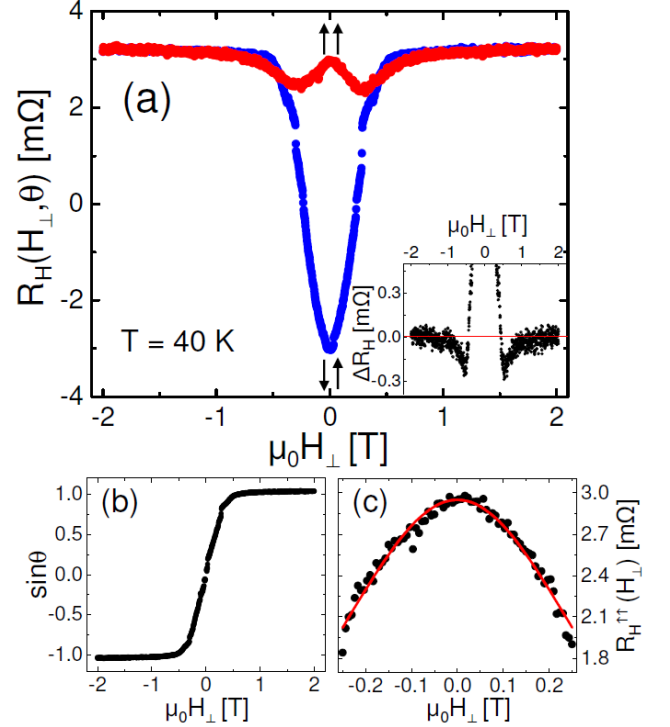 (a)
R_H(H_⊥,θ) [mΩ]
4
2
0
-2
-4
T = 40 K
-2 -1 0 1 2
μ₀H_⊥ [T]
μ₀H_⊥ [T]
-2 -1 0 1 2
ΔR_H [mΩ]
0.3
0.0
-0.3
(b)
sinθ
1.0
0.5
0.0
-0.5
-1.0
-2 -1 0 1 2
μ₀H_⊥ [T]
(c)
3.0
2.7
2.4
2.1
1.8
R_H^↑↑(H_⊥) [mΩ]
-0.2 -0.1 0.0 0.1 0.2
μ₀H_⊥ [T]